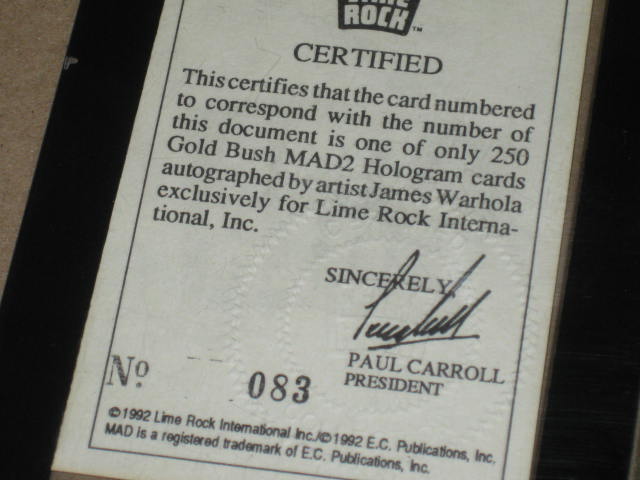 LIME
ROCK™
CERTIFIED
This certifies that the card numbered
to correspond with the number of
this document is one of only 250
Gold Bush MAD2 Hologram cards
autographed by artist James Warhola
exclusively for Lime Rock Interna-
tional, Inc.
SINCERELY,
PAUL CARROLL
PRESIDENT
No. 083
©1992 Lime Rock International Inc./©1992 E.C. Publications, Inc.
MAD is a registered trademark of E.C. Publications, Inc.